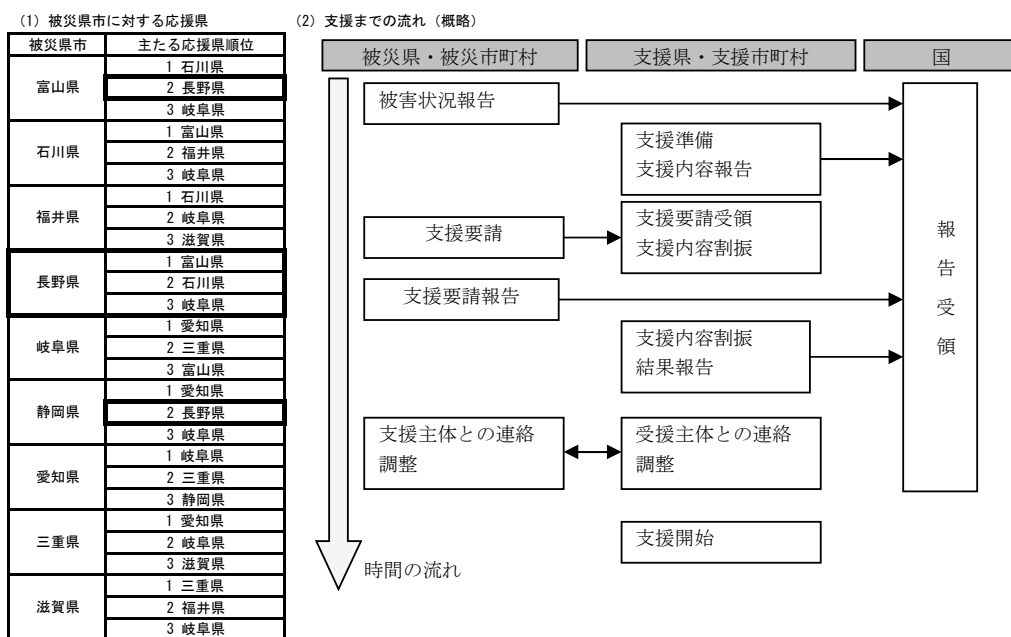 (1) 被災県市に対する応援県
被災県市 主たる応援県順位
富山県
1 石川県
2 長野県
3 岐阜県
石川県
1 富山県
2 福井県
3 岐阜県
福井県
1 石川県
2 岐阜県
3 滋賀県
長野県
1 富山県
2 石川県
3 岐阜県
岐阜県
1 愛知県
2 三重県
3 富山県
静岡県
1 愛知県
2 長野県
3 岐阜県
愛知県
1 岐阜県
2 三重県
3 静岡県
三重県
1 愛知県
2 岐阜県
3 滋賀県
滋賀県
1 三重県
2 福井県
3 岐阜県
(2) 支援までの流れ（概略）
被災県・被災市町村 支援県・支援市町村 国
被害状況報告
支援準備
支援内容報告
支援要請
支援要請受領
支援内容割振
支援要請報告
支援内容割振
結果報告
支援主体との連絡
調整
受援主体との連絡
調整
支援開始
報告受領
時間の流れ